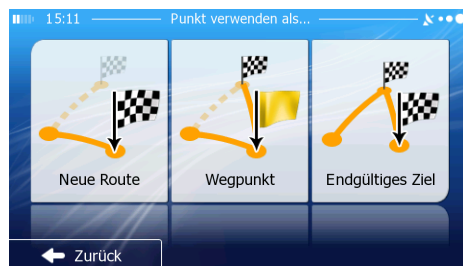 15:11 Punkt verwenden als...
Neue Route Wegpunkt Endgültiges Ziel
Zurück